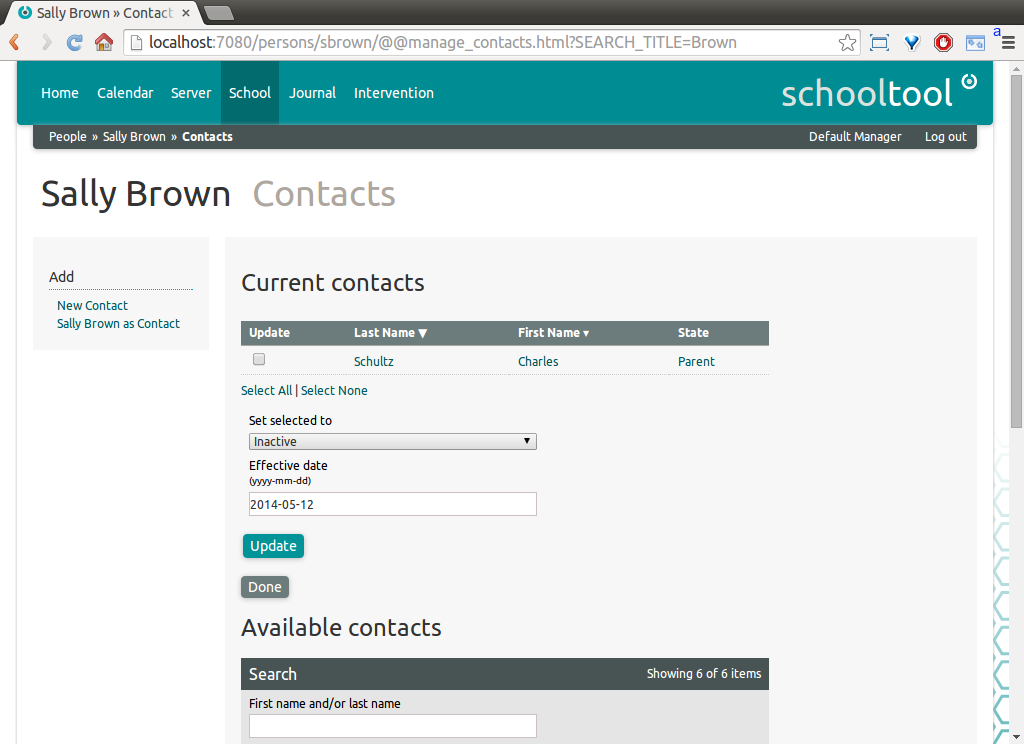 Sally Brown » Contact
localhost:7080/persons/sbrown/@@manage_contacts.html?SEARCH_TITLE=Brown
a
Home Calendar Server School Journal Intervention
schooltool
People » Sally Brown » Contacts
Default Manager Log out
Sally Brown Contacts
Add
New Contact
Sally Brown as Contact
Current contacts
Update Last Name ▼ First Name ▾ State
Schultz Charles Parent
Select All | Select None
Set selected to
Inactive
Effective date
(yyyy-mm-dd)
2014-05-12
Update
Done
Available contacts
Search Showing 6 of 6 items
First name and/or last name